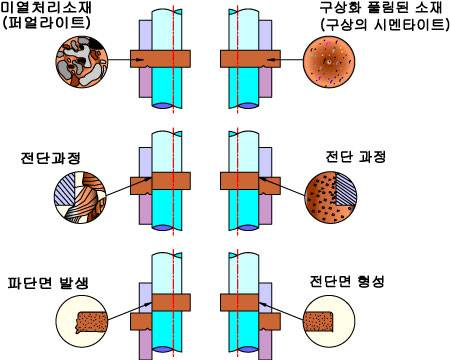 미열처리소재
(퍼얼라이트)
구상화 풀림된 소재
(구상의 시멘타이트)
전단과정
전단 과정
파단면 발생
전단면 형성